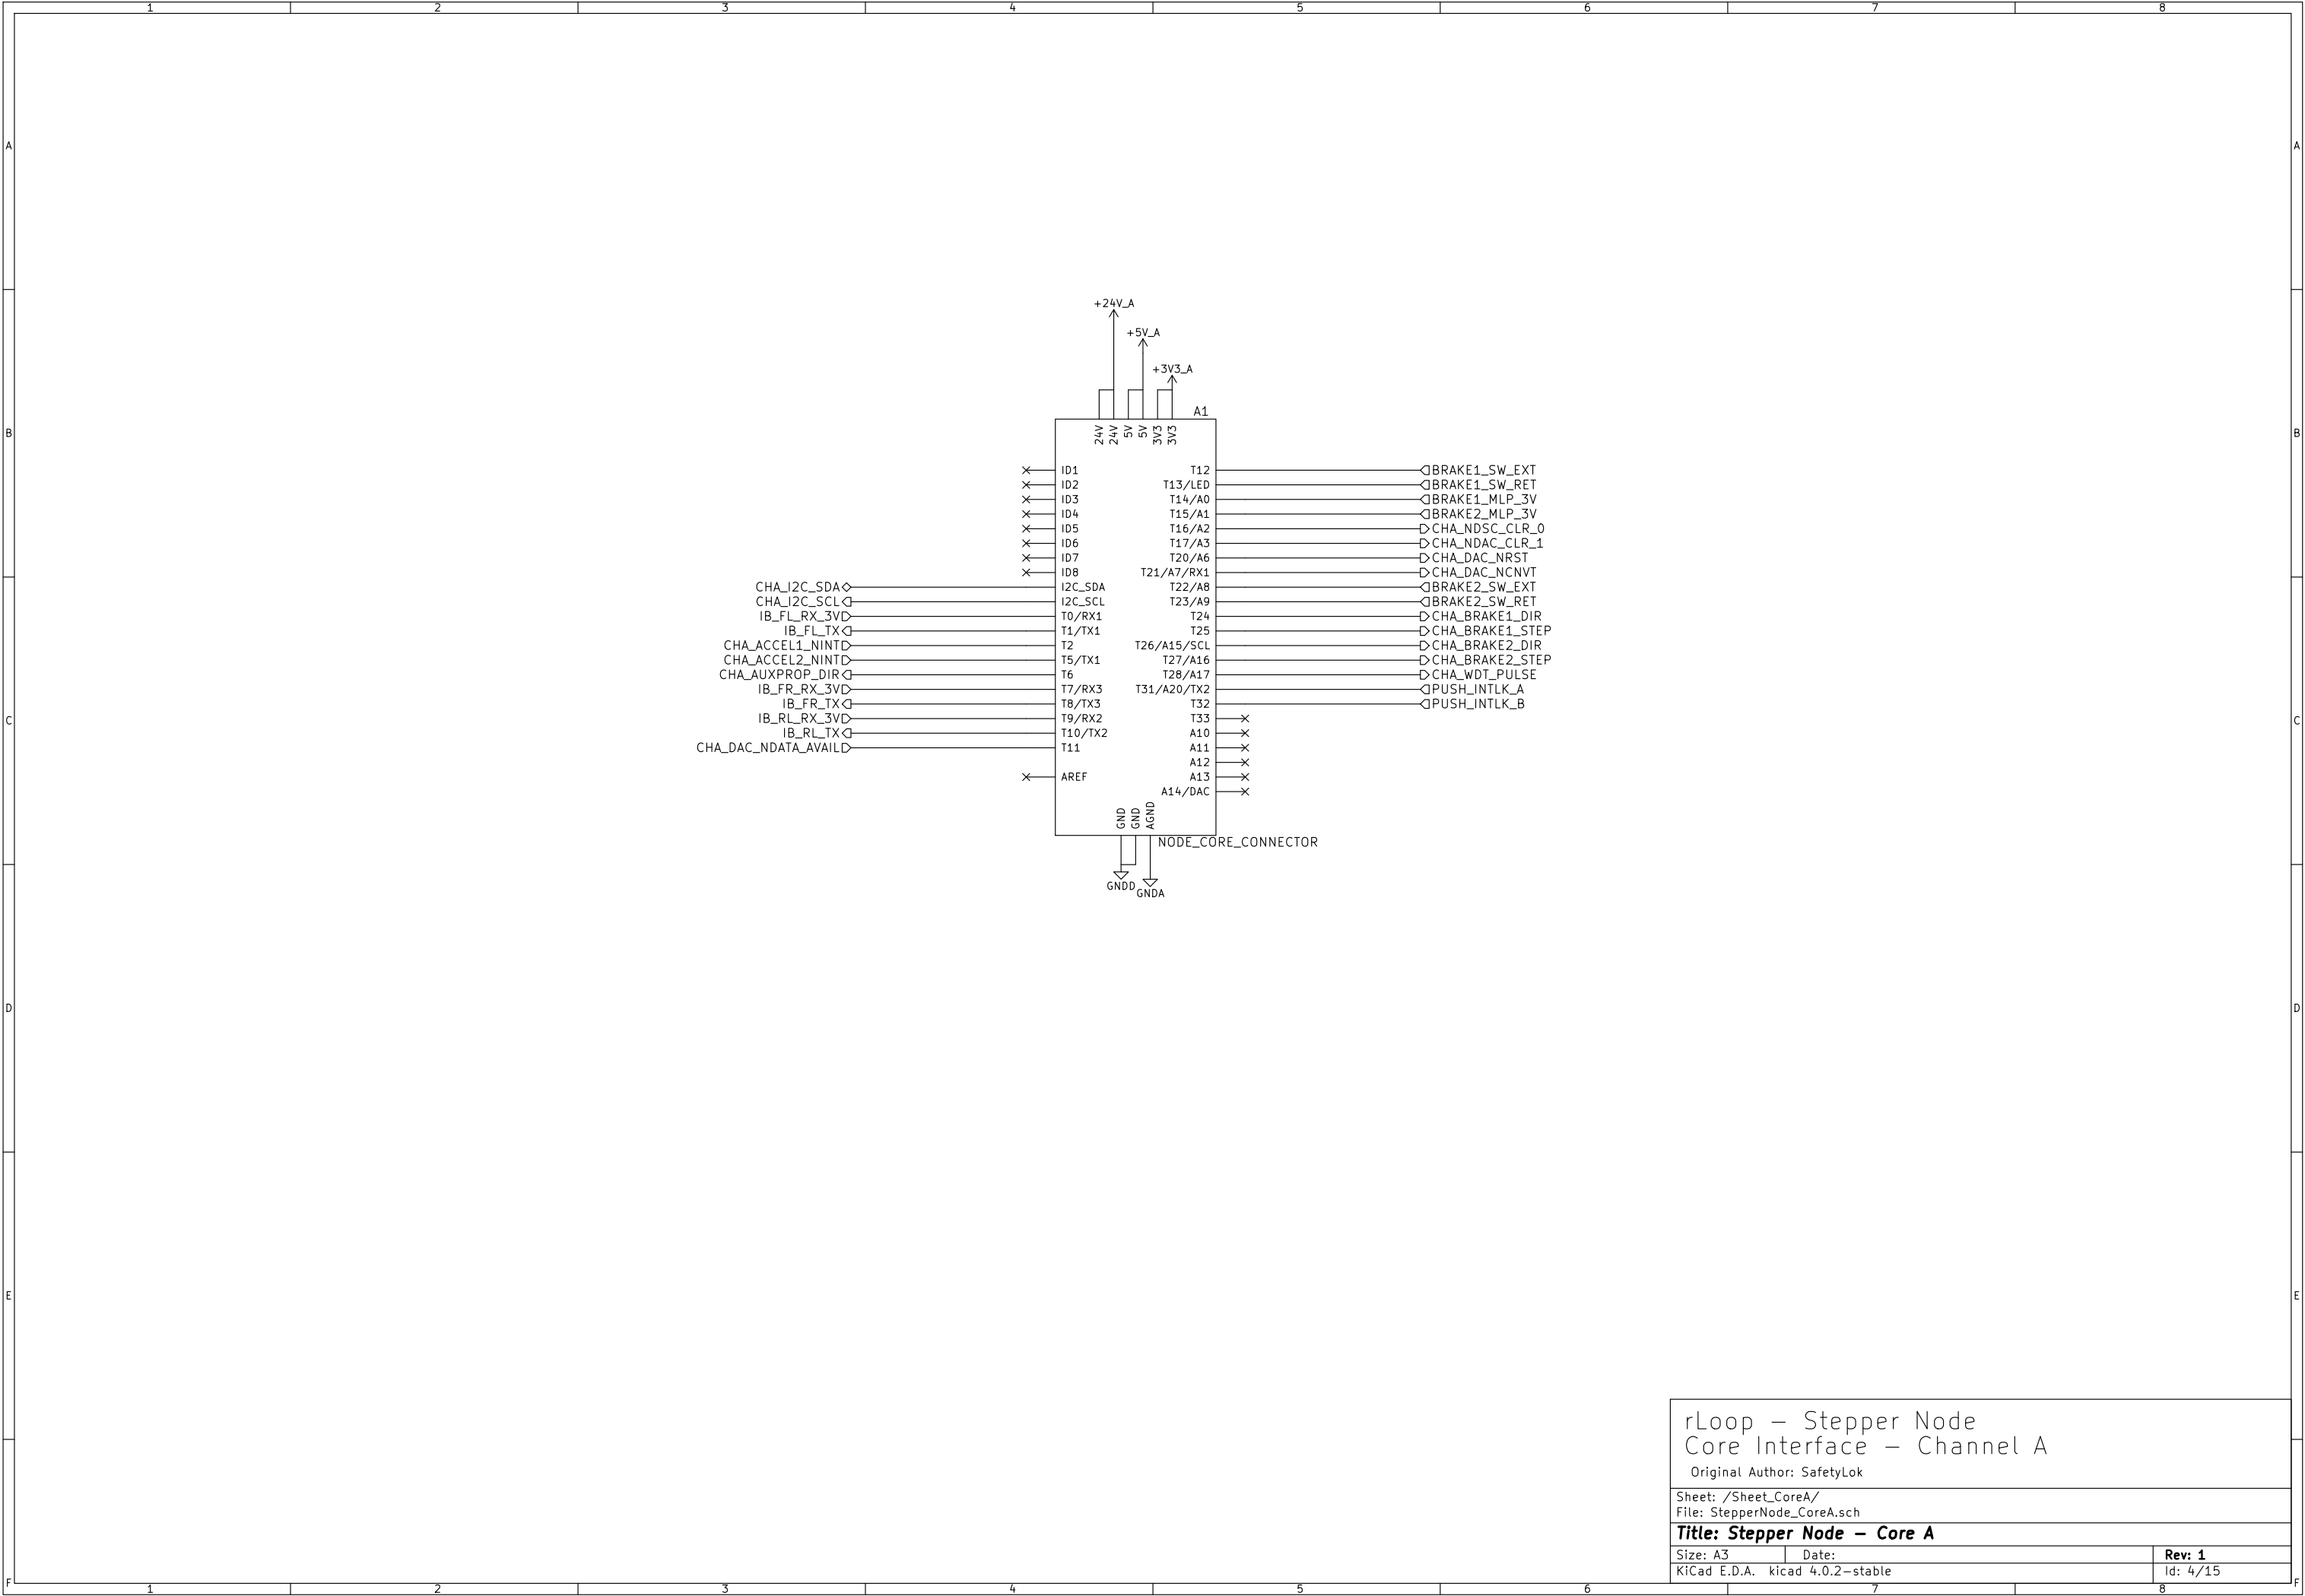 1 2 3 4 5 6 7 8
A A
+24V_A
+5V_A
+3V3_A
A1
24V 24V 5V 5V 3V3 3V3
B B
ID1 T12 BRAKE1_SW_EXT
ID2 T13/LED BRAKE1_SW_RET
ID3 T14/A0 BRAKE1_MLP_3V
ID4 T15/A1 BRAKE2_MLP_3V
ID5 T16/A2 CHA_NDSC_CLR_0
ID6 T17/A3 CHA_NDAC_CLR_1
ID7 T20/A6 CHA_DAC_NRST
ID8 T21/A7/RX1 CHA_DAC_NCNVT
CHA_I2C_SDA I2C_SDA T22/A8 BRAKE2_SW_EXT
CHA_I2C_SCL I2C_SCL T23/A9 BRAKE2_SW_RET
IB_FL_RX_3V T0/RX1 T24 CHA_BRAKE1_DIR
IB_FL_TX T1/TX1 T25 CHA_BRAKE1_STEP
CHA_ACCEL1_NINT T2 T26/A15/SCL CHA_BRAKE2_DIR
CHA_ACCEL2_NINT T5/TX1 T27/A16 CHA_BRAKE2_STEP
CHA_AUXPROP_DIR T6 T28/A17 CHA_WDT_PULSE
IB_FR_RX_3V T7/RX3 T31/A20/TX2 PUSH_INTLK_A
IB_FR_TX T8/TX3 T32 PUSH_INTLK_B
IB_RL_RX_3V T9/RX2 T33
C C
IB_RL_TX T10/TX2 A10
CHA_DAC_NDATA_AVAIL T11 A11
A12
AREF A13
A14/DAC
GND GND AGND
NODE_CORE_CONNECTOR
GNDD GNDA
D D
E E
rLoop – Stepper Node
Core Interface – Channel A
Original Author: SafetyLok
Sheet: /Sheet_CoreA/
File: StepperNode_CoreA.sch
Title: Stepper Node – Core A
Size: A3 Date: Rev: 1
KiCad E.D.A. kicad 4.0.2-stable Id: 4/15
F F
1 2 3 4 5 6 7 8